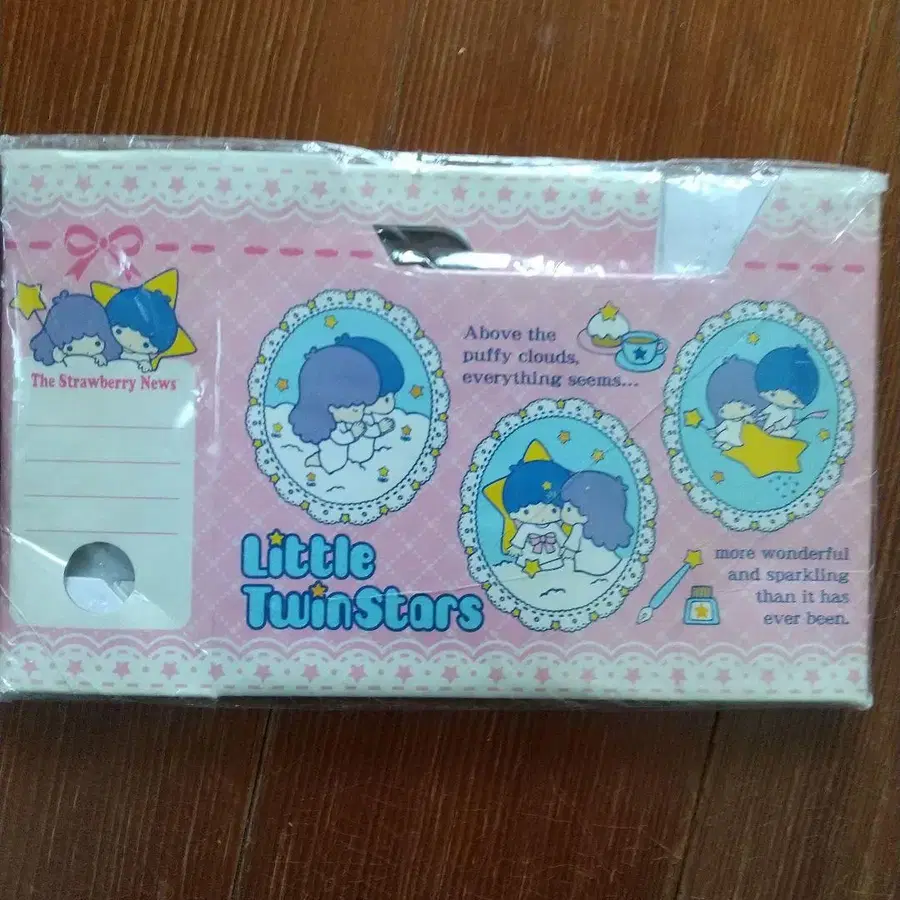 The Strawberry News
Above the
puffy clouds,
everything seems...
Little
TwinStars
more wonderful
and sparkling
than it has
ever been.